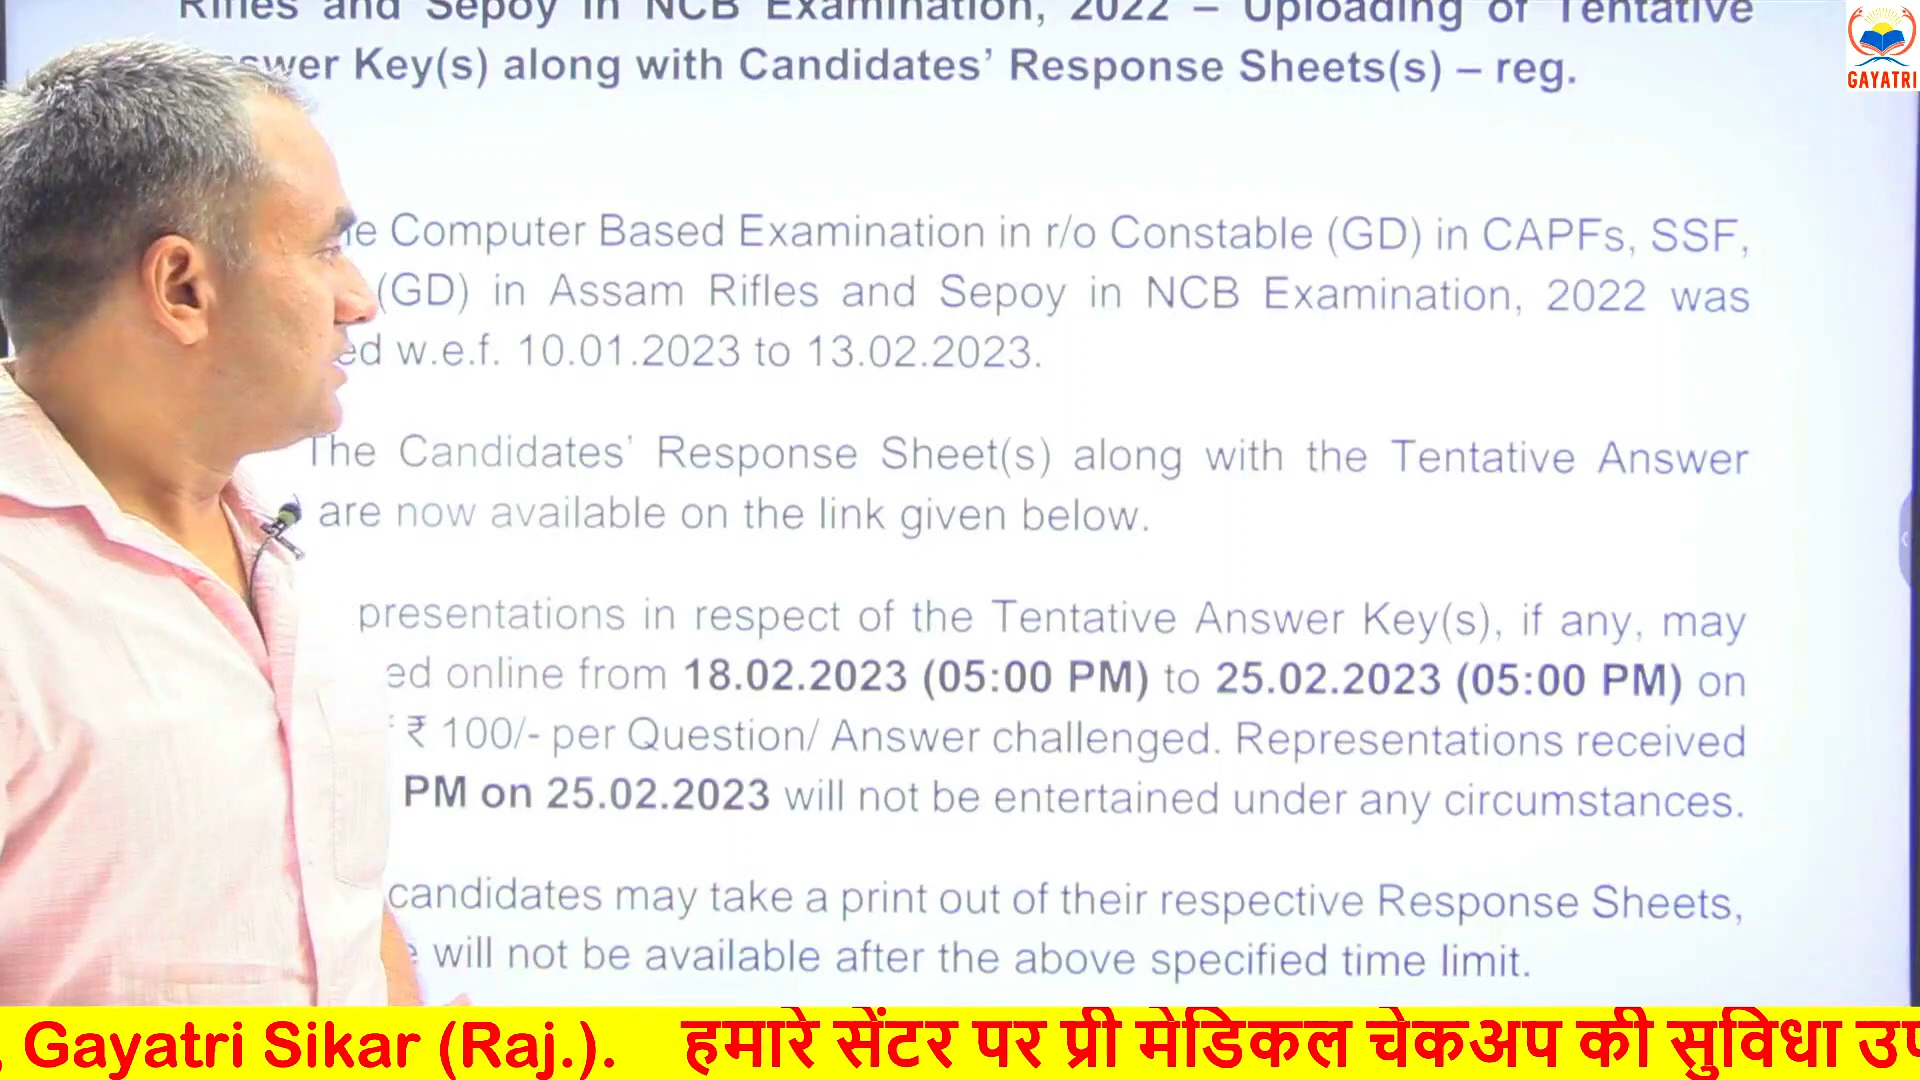 Rifles and Sepoy in NCB Examination, 2022 – Uploading of Tentative
swer Key(s) along with Candidates’ Response Sheets(s) – reg.
GAYATRI
e Computer Based Examination in r/o Constable (GD) in CAPFs, SSF,
(GD) in Assam Rifles and Sepoy in NCB Examination, 2022 was
ed w.e.f. 10.01.2023 to 13.02.2023.
The Candidates’ Response Sheet(s) along with the Tentative Answer
are now available on the link given below.
presentations in respect of the Tentative Answer Key(s), if any, may
ed online from 18.02.2023 (05:00 PM) to 25.02.2023 (05:00 PM) on
₹ 100/- per Question/ Answer challenged. Representations received
PM on 25.02.2023 will not be entertained under any circumstances.
candidates may take a print out of their respective Response Sheets,
will not be available after the above specified time limit.
, Gayatri Sikar (Raj.). हमारे सेंटर पर प्री मेडिकल चेकअप की सुविधा उप